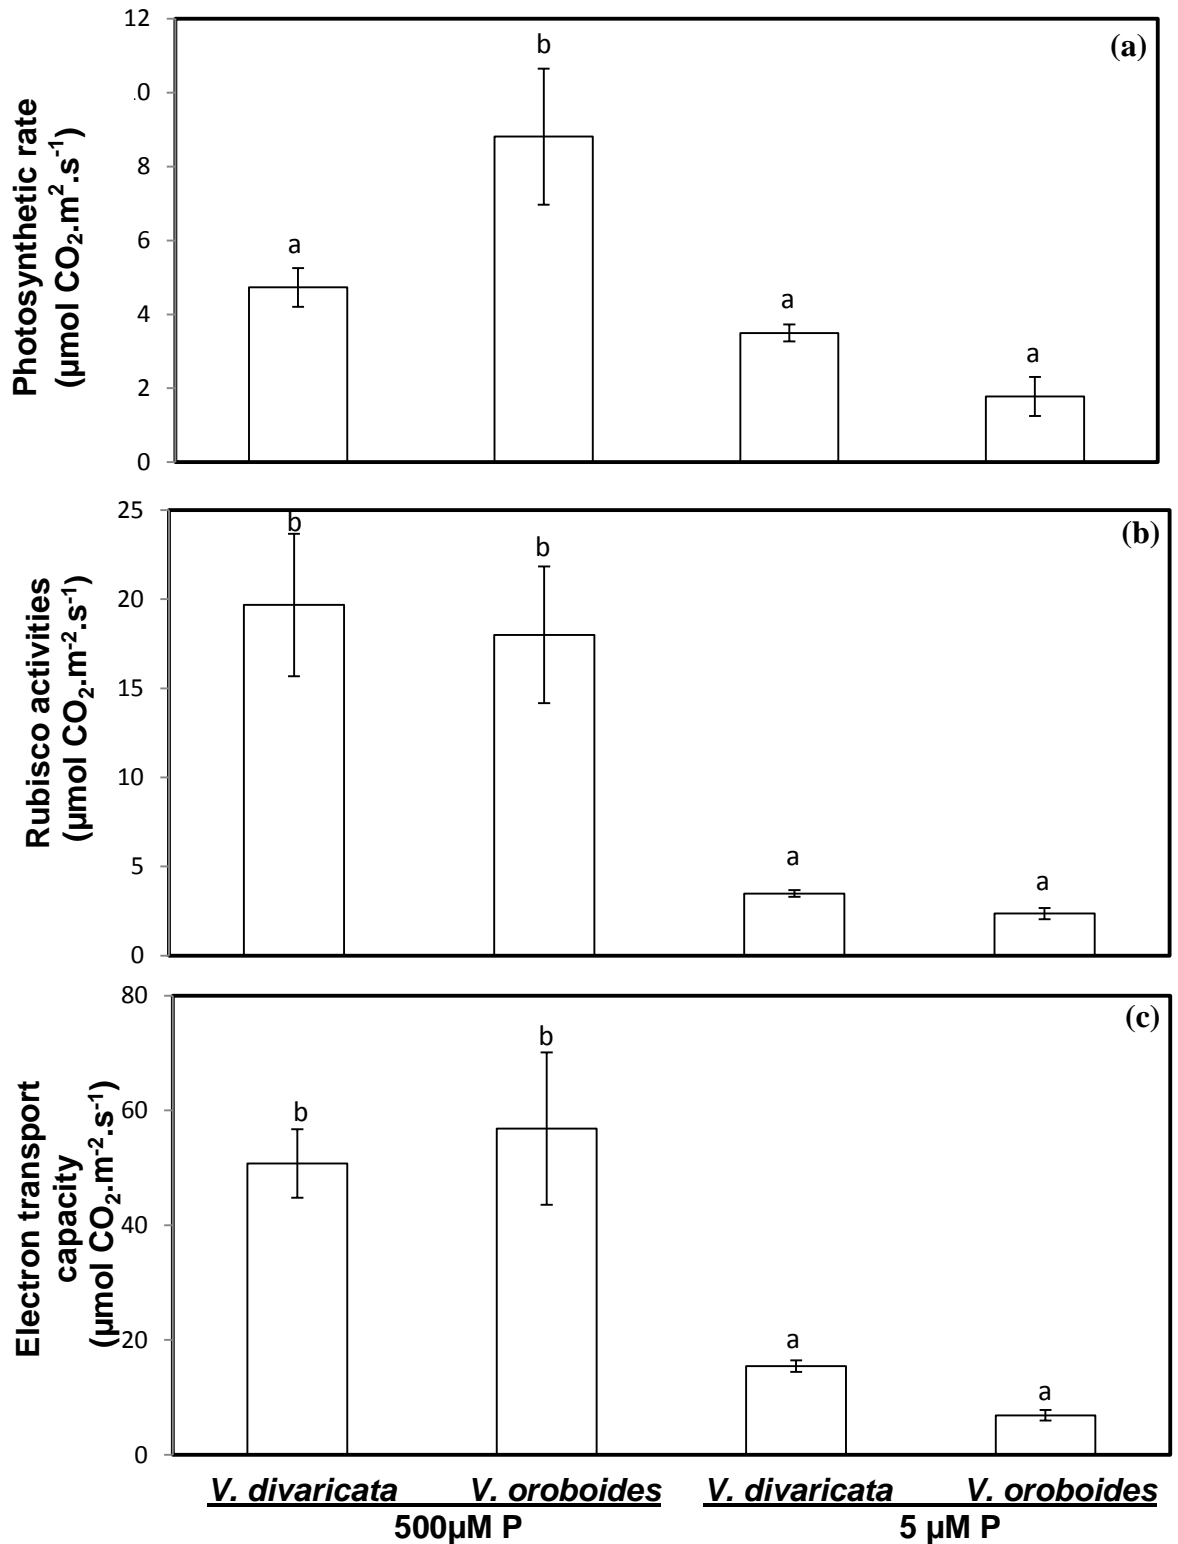 (a)
Photosynthetic rate
(µmol CO₂.m².s⁻¹)
12
.0
8
6
4
2
0
a
b
a
a
(b)
Rubisco activities
(µmol CO₂.m⁻².s⁻¹)
25
20
15
10
5
0
b
b
a
a
(c)
Electron transport
capacity
(µmol CO₂.m⁻².s⁻¹)
80
60
40
20
0
b
b
a
a
V. divaricata V. oroboides V. divaricata V. oroboides
500µM P 5 µM P